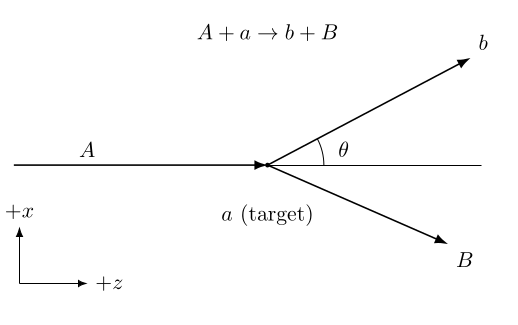 A + a → b + B
b
A
θ
a (target)
+x
B
+z